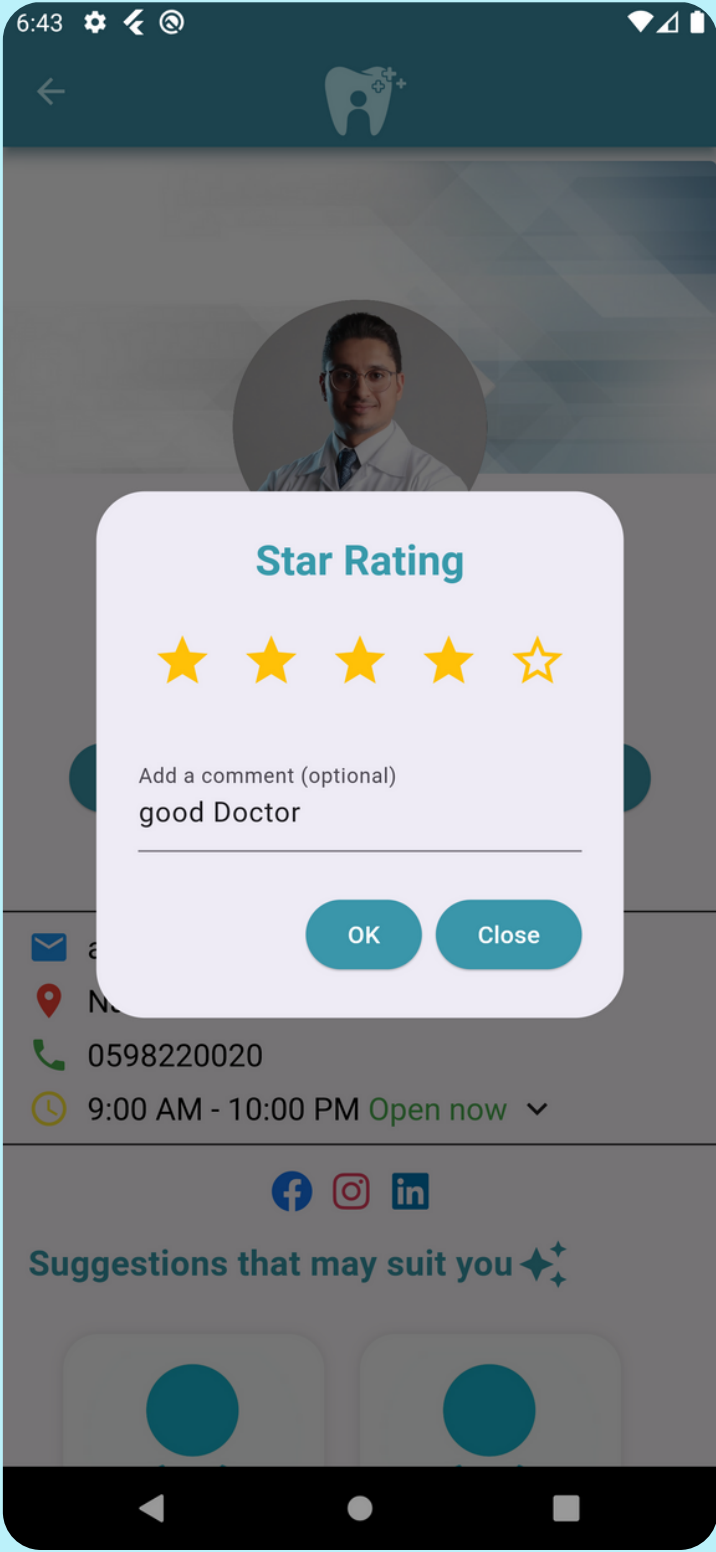 6:43
Star Rating
Add a comment (optional)
good Doctor
OK Close
0598220020
9:00 AM - 10:00 PM Open now
Suggestions that may suit you